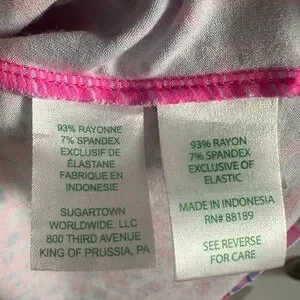 93% RAYONNE
7% SPANDEX
EXCLUSIF DE
ÉLASTANE
FABRIQUE EN
INDONESIE
SUGARTOWN
WORLDWIDE, LLC
800 THIRD AVENUE
KING OF PRUSSIA, PA
93% RAYON
7% SPANDEX
EXCLUSIVE OF
ELASTIC
MADE IN INDONESIA
RN# 88189
SEE REVERSE
FOR CARE